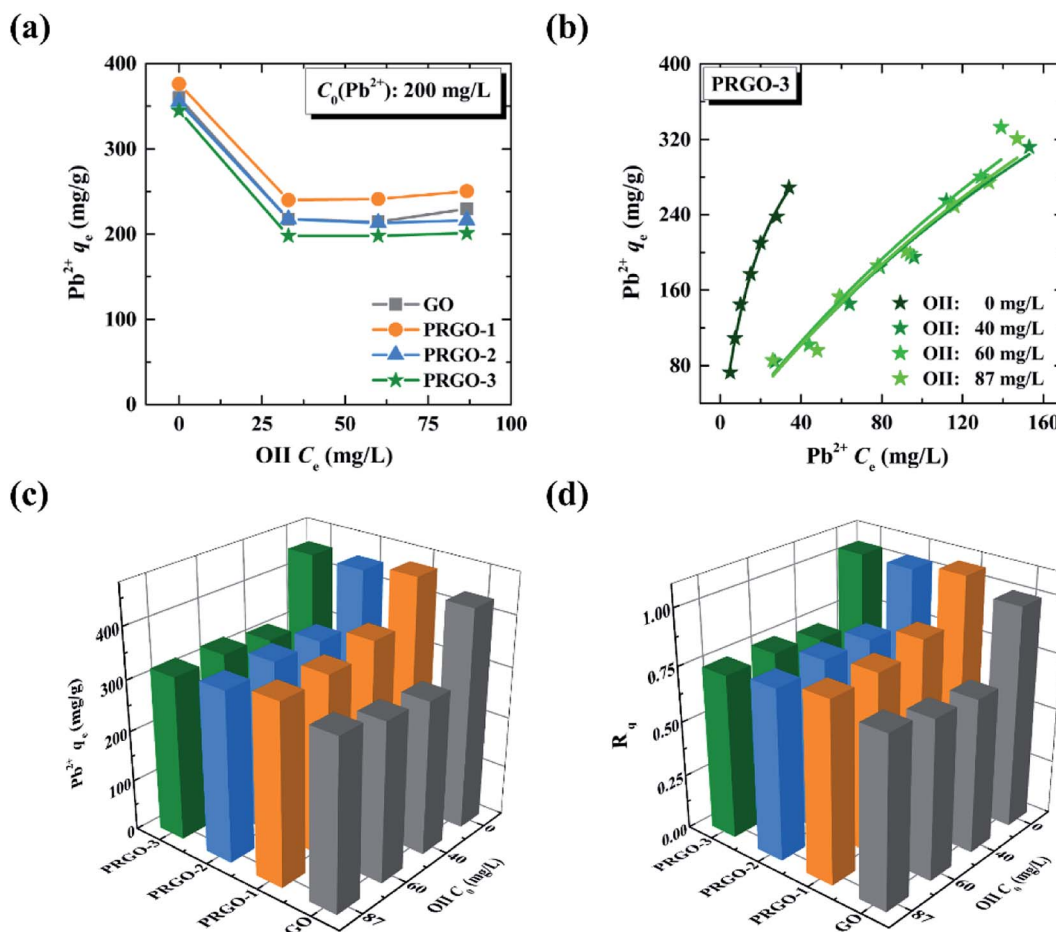 (a)
C₀(Pb²⁺): 200 mg/L
Pb²⁺ qₑ (mg/g)
400
300
200
100
0
GO
PRGO-1
PRGO-2
PRGO-3
0 25 50 75 100
OII Cₑ (mg/L)
(b)
PRGO-3
Pb²⁺ qₑ (mg/g)
400
320
240
160
80
OII: 0 mg/L
OII: 40 mg/L
OII: 60 mg/L
OII: 87 mg/L
0 40 80 120 160
Pb²⁺ Cₑ (mg/L)
(c)
Pb²⁺ qₑ (mg/g)
400
300
200
100
0
PRGO-3
PRGO-2
PRGO-1
GO
87
60
40
0
OII C₀ (mg/L)
(d)
R_q
1.00
0.75
0.50
0.25
0.00
PRGO-3
PRGO-2
PRGO-1
GO
87
60
40
0
OII C₀ (mg/L)